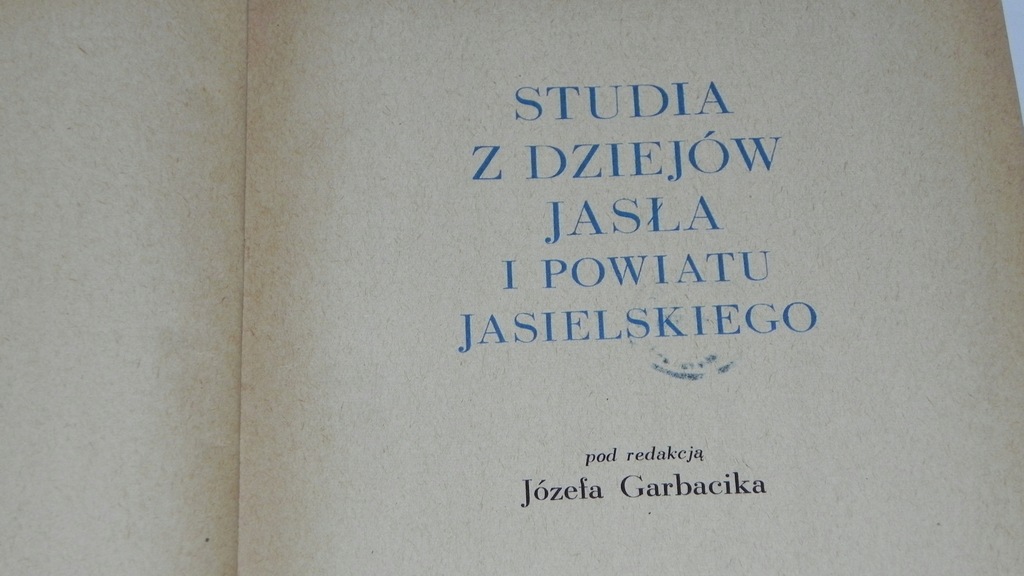 STUDIA
Z DZIEJÓW
JASŁA
I POWIATU
JASIELSKIEGO
pod redakcją
Józefa Garbacika